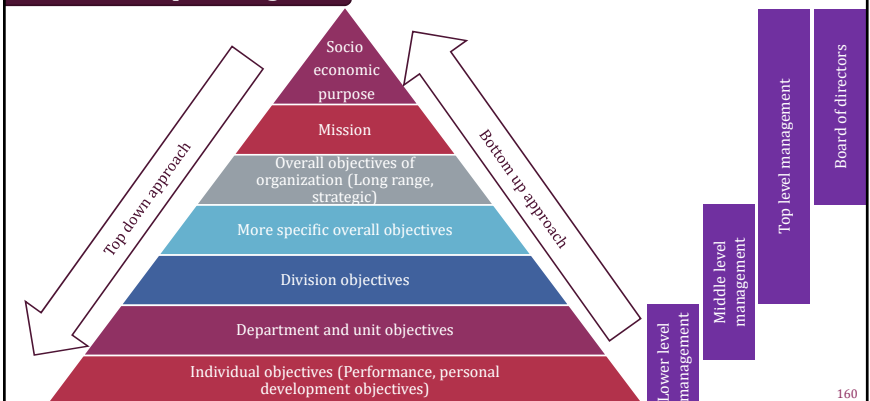 Socio
economic
purpose
Mission
Overall objectives of
organization (Long range,
strategic)
More specific overall objectives
Division objectives
Department and unit objectives
Individual objectives (Performance, personal
development objectives)
Top down approach
Bottom up approach
Lower level
management
Middle level
management
Top level management
Board of directors
160